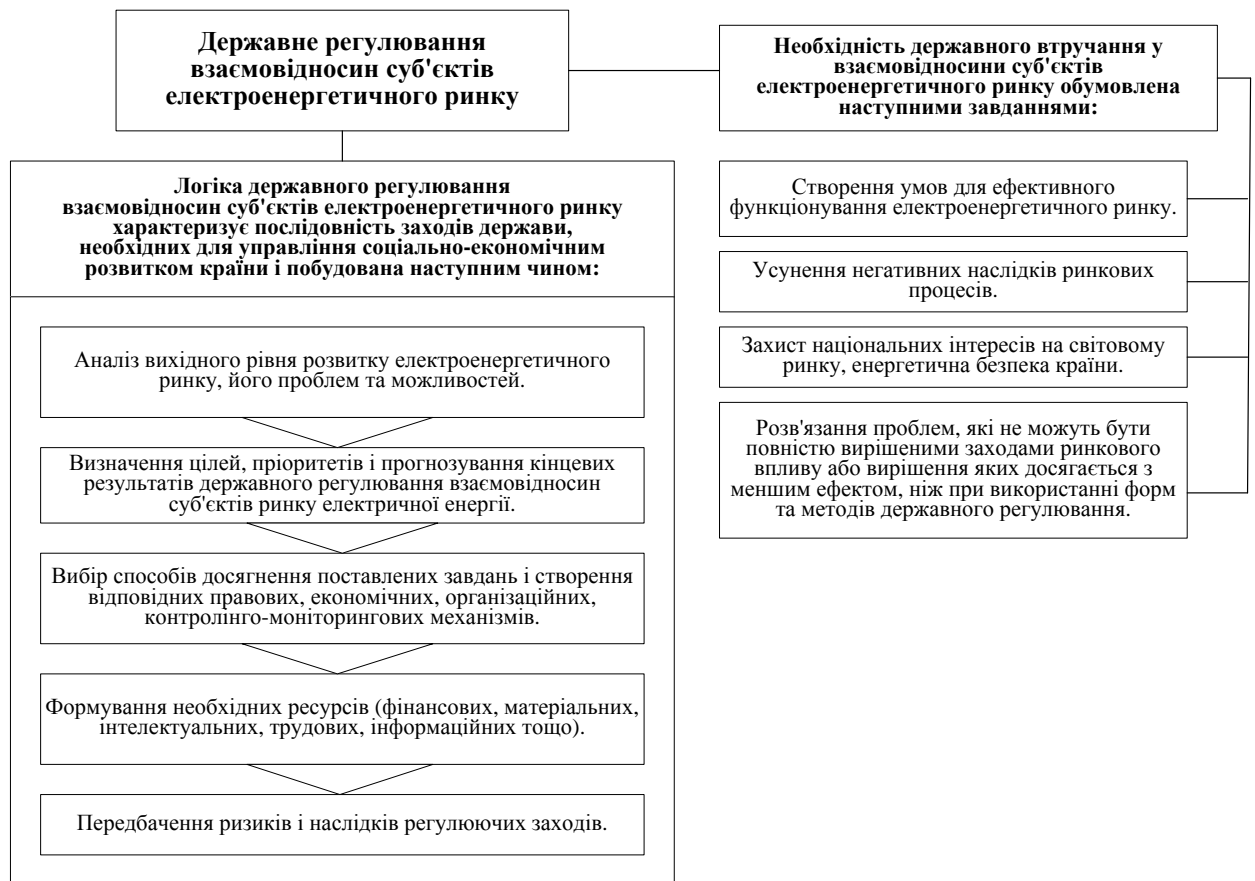 Державне регулювання
взаємовідносин суб'єктів
електроенергетичного ринку
Необхідність державного втручання у
взаємовідносини суб'єктів
електроенергетичного ринку обумовлена
наступними завданнями:
Логіка державного регулювання
взаємовідносин суб'єктів електроенергетичного ринку
характеризує послідовність заходів держави,
необхідних для управління соціально-економічним
розвитком країни і побудована наступним чином:
Аналіз вихідного рівня розвитку електроенергетичного
ринку, його проблем та можливостей.
Визначення цілей, пріоритетів і прогнозування кінцевих
результатів державного регулювання взаємовідносин
суб'єктів ринку електричної енергії.
Вибір способів досягнення поставлених завдань і створення
відповідних правових, економічних, організаційних,
контролінго-моніторингових механізмів.
Формування необхідних ресурсів (фінансових, матеріальних,
інтелектуальних, трудових, інформаційних тощо).
Передбачення ризиків і наслідків регулюючих заходів.
Створення умов для ефективного
функціонування електроенергетичного ринку.
Усунення негативних наслідків ринкових
процесів.
Захист національних інтересів на світовому
ринку, енергетична безпека країни.
Розв'язання проблем, які не можуть бути
повністю вирішеними заходами ринкового
впливу або вирішення яких досягається з
меншим ефектом, ніж при використанні форм
та методів державного регулювання.